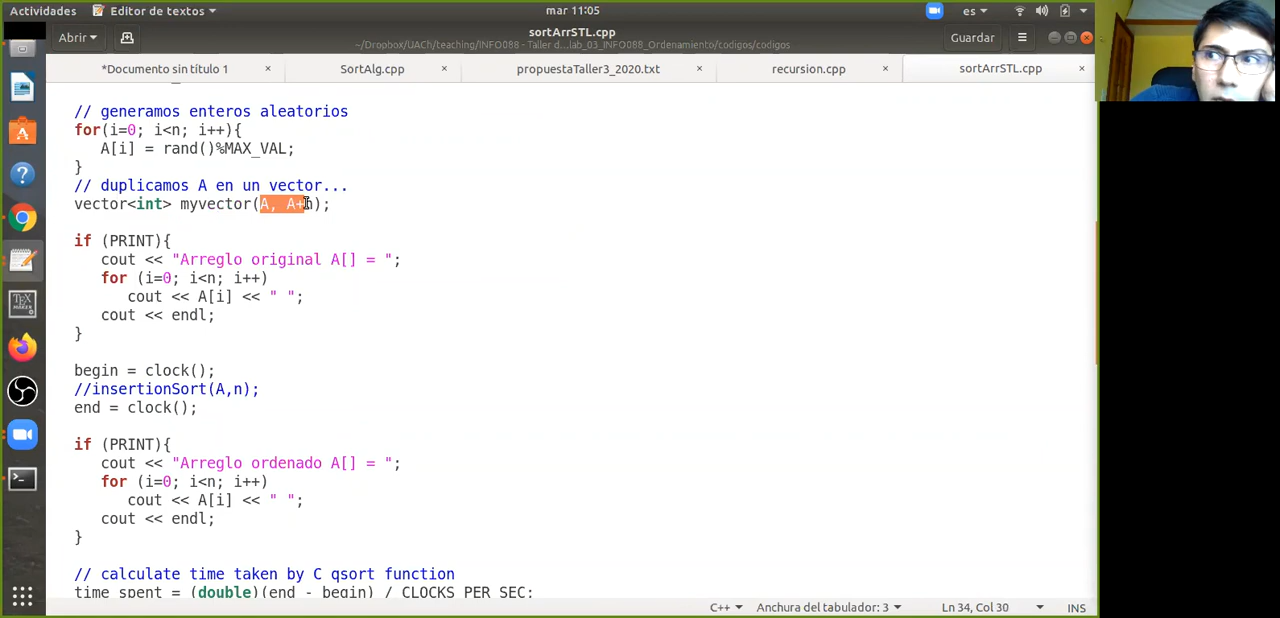 Actividades Editor de textos mar 11:05 es
Abrir sortArrSTL.cpp Guardar
~/Dropbox/UACh/teaching/INFO088 - Taller d...lab_03_INFO088_Ordenamiento/codigos/codigos
*Documento sin título 1 × SortAlg.cpp × propuestaTaller3_2020.txt × recursion.cpp × sortArrSTL.cpp ×
// generamos enteros aleatorios
for(i=0; i<n; i++){
A[i] = rand()%MAX_VAL;
}
// duplicamos A en un vector...
vector<int> myvector(A, A+n);
if (PRINT){
cout << "Arreglo original A[] = ";
for (i=0; i<n; i++)
cout << A[i] << " ";
cout << endl;
}
begin = clock();
//insertionSort(A,n);
end = clock();
if (PRINT){
cout << "Arreglo ordenado A[] = ";
for (i=0; i<n; i++)
cout << A[i] << " ";
cout << endl;
}
// calculate time taken by C qsort function
time_spent = (double)(end - begin) / CLOCKS_PER_SEC;
C++ Anchura del tabulador: 3 Ln 34, Col 30 INS